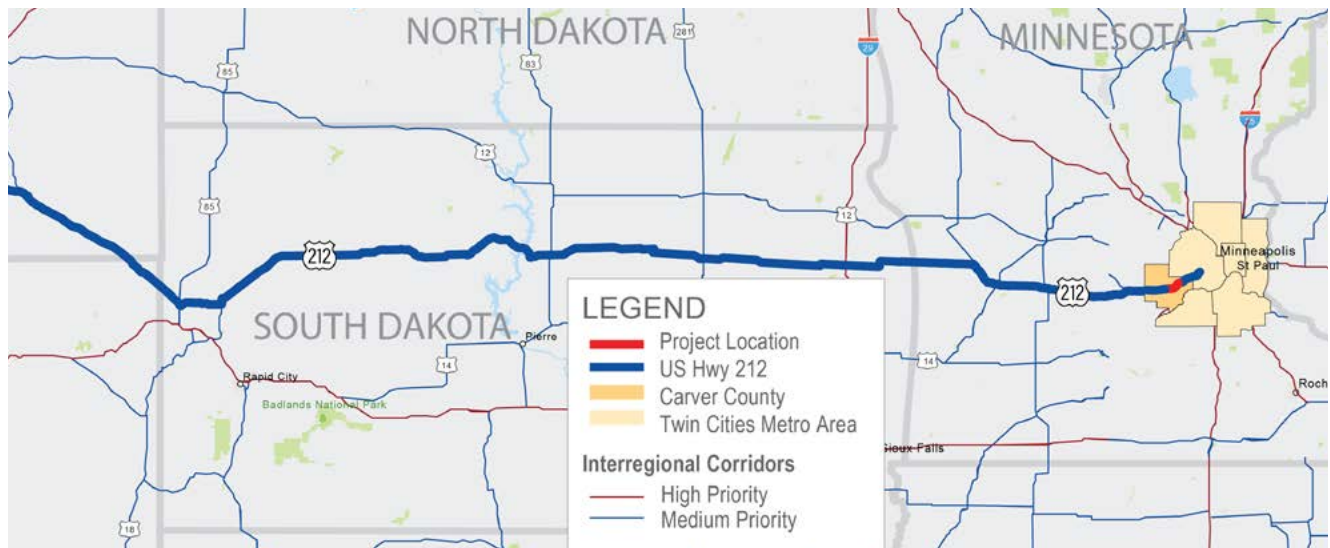 NORTH DAKOTA
MINNESOTA
281
29
85
83
35
12
85
12
212
Minneapolis
St Paul
212
SOUTH DAKOTA
Pierre
14
14
Rapid City
Roch
Badlands National Park
Sioux Falls
18
LEGEND
Project Location
US Hwy 212
Carver County
Twin Cities Metro Area
Interregional Corridors
High Priority
Medium Priority